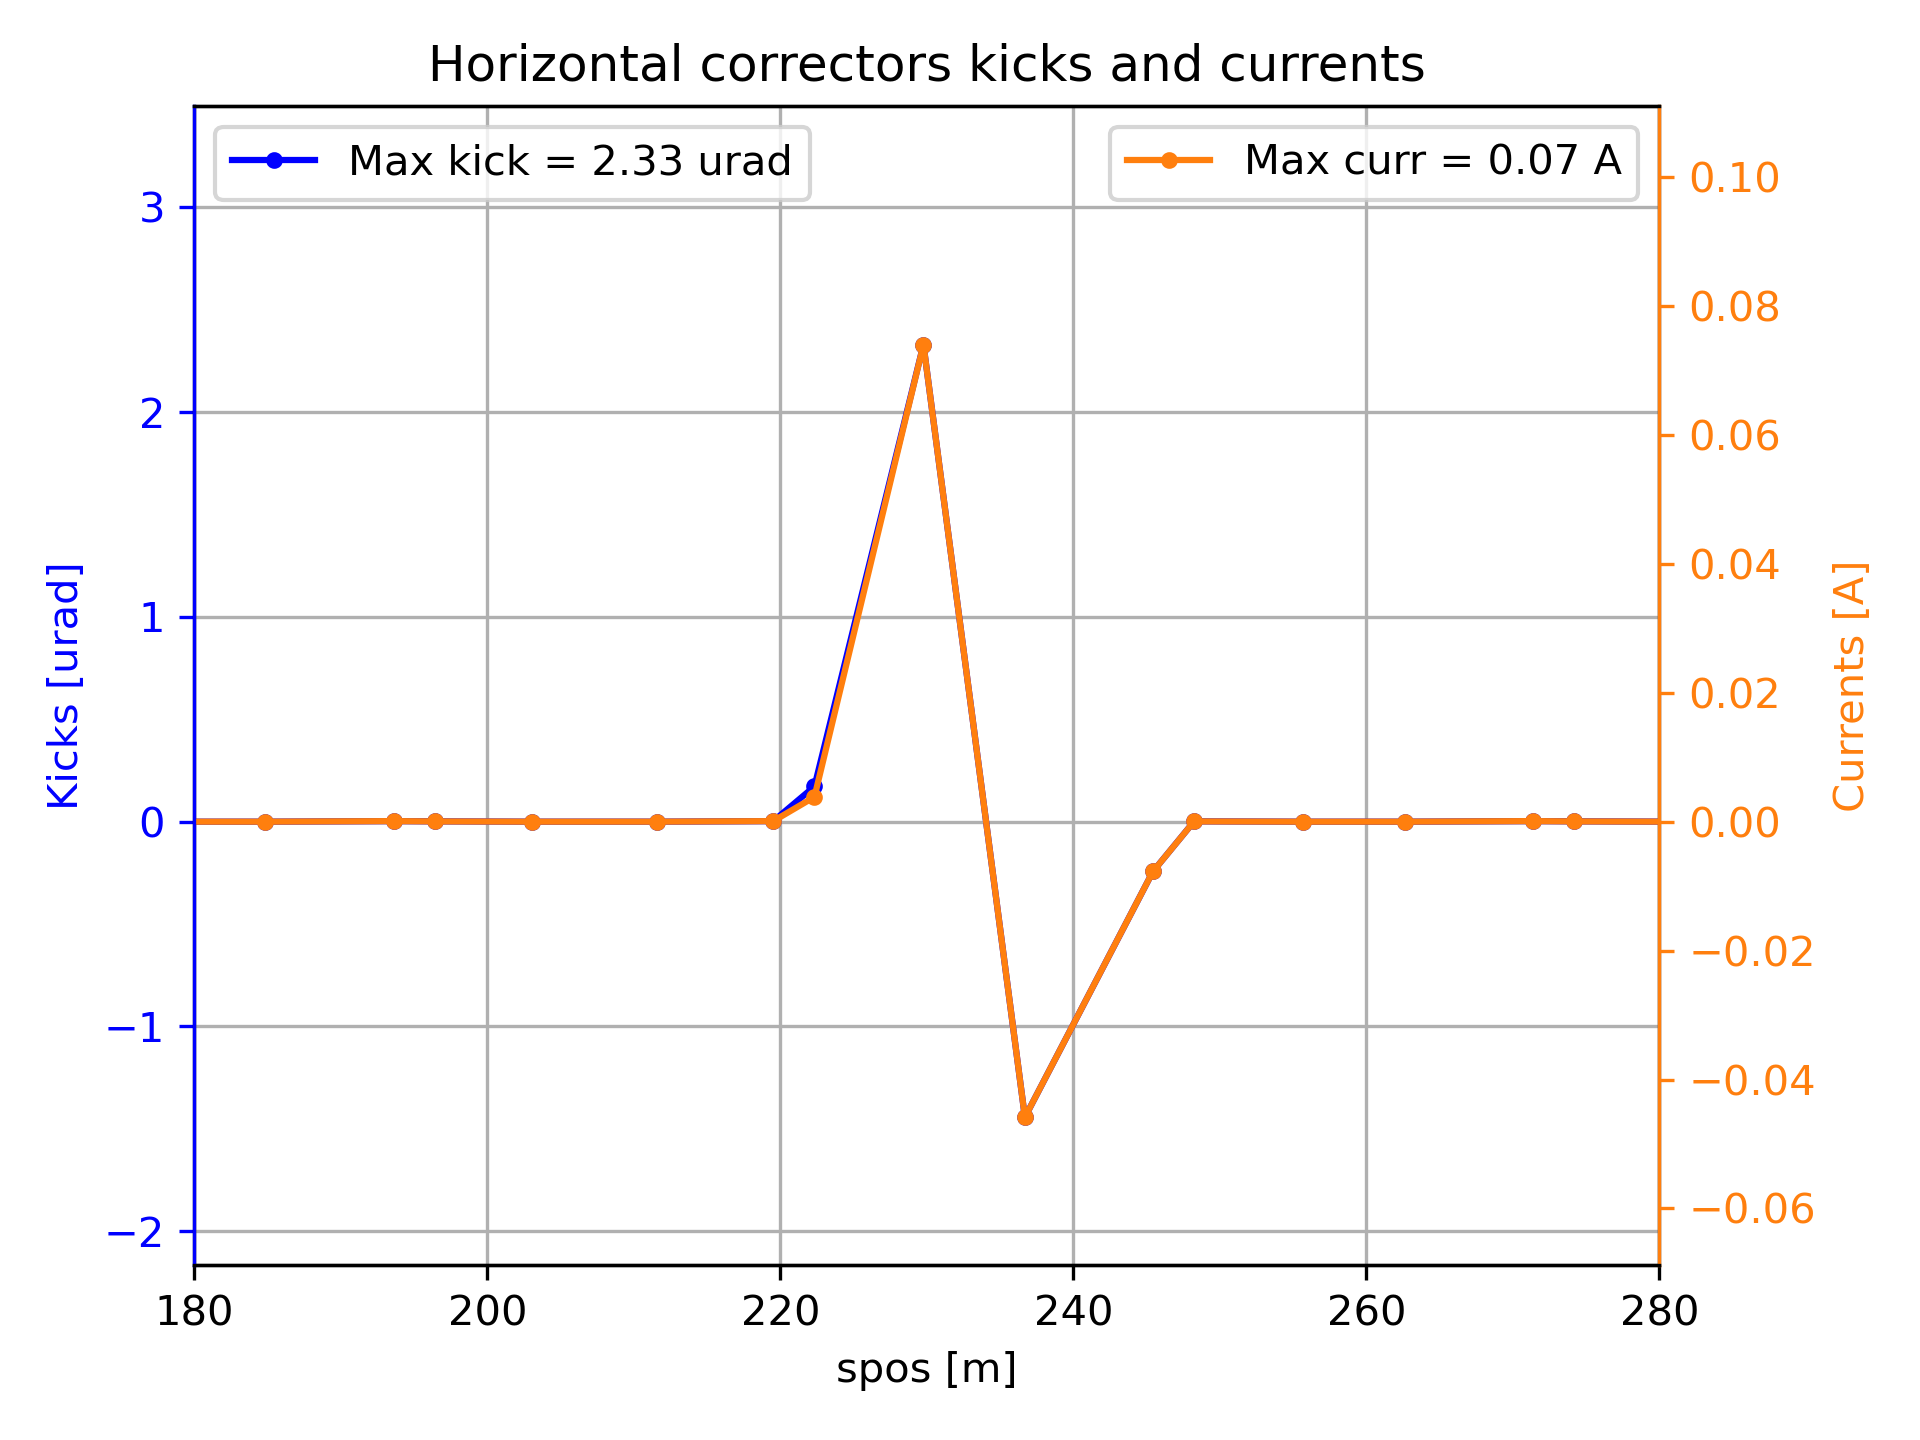 Horizontal correctors kicks and currents
Max kick = 2.33 urad
Max curr = 0.07 A
Kicks [urad]
3
2
1
0
−1
−2
0.10
0.08
0.06
0.04
0.02
0.00
−0.02
−0.04
−0.06
Currents [A]
180 200 220 240 260 280
spos [m]